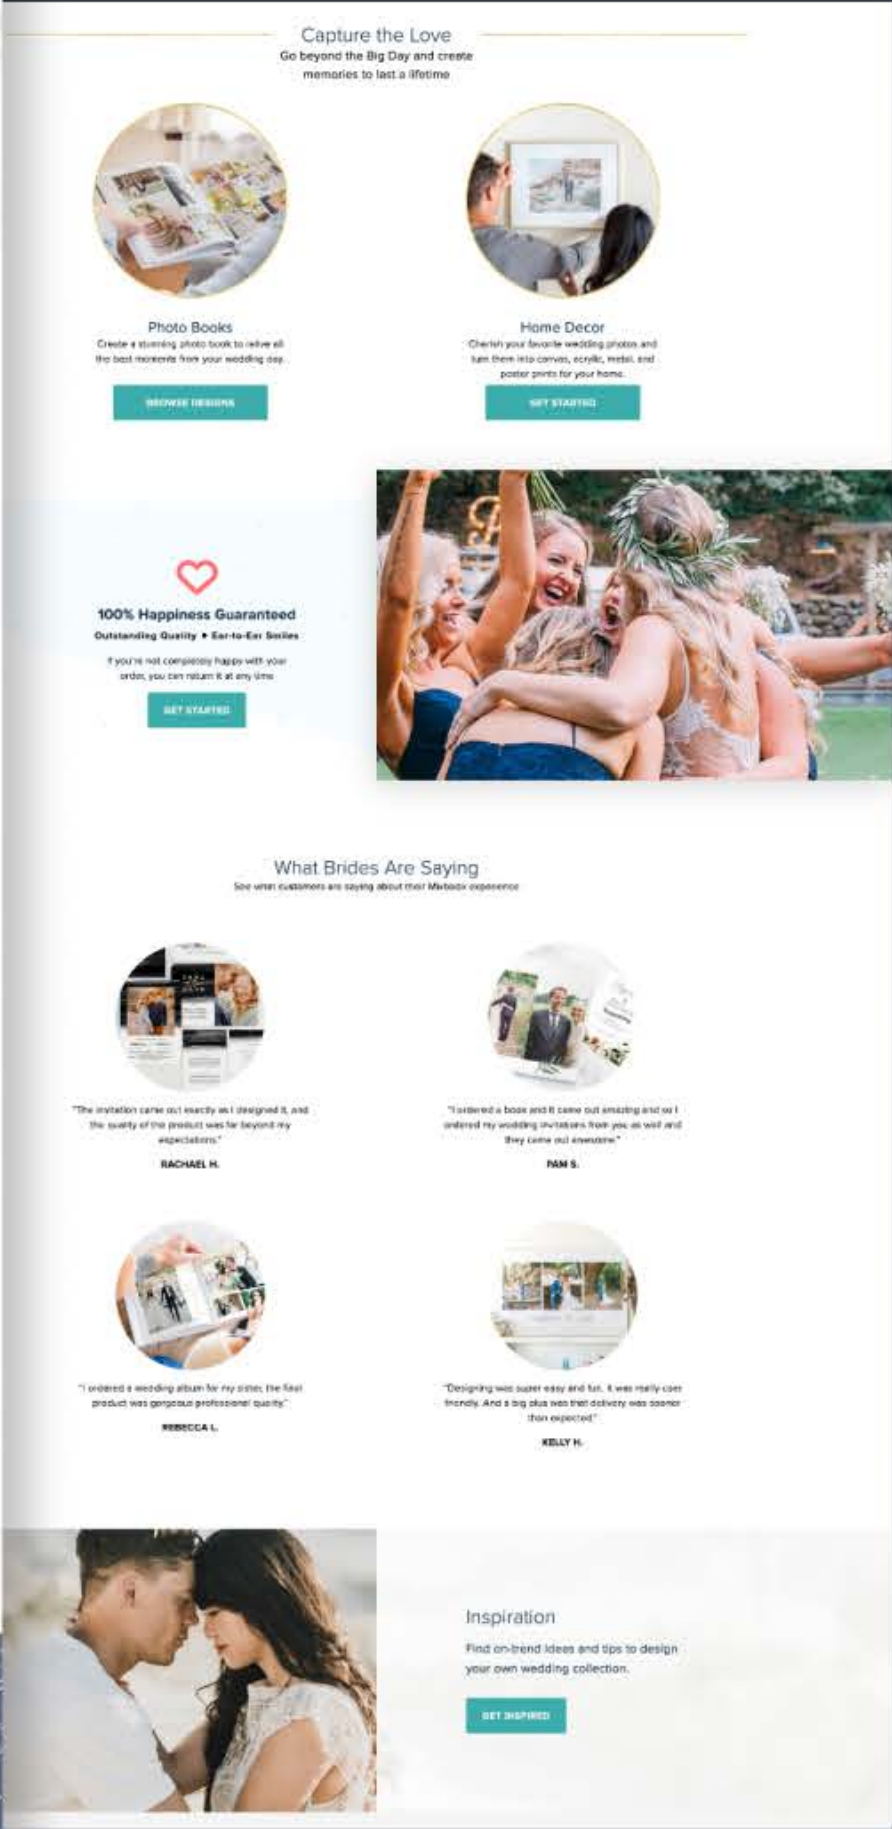 Capture the Love
Go beyond the Big Day and create
memories to last a lifetime
Photo Books
Create a stunning photo book to relive all
the best moments from your wedding day.
BROWSE DESIGNS
Home Decor
Cherish your favorite wedding photos and
turn them into canvas, acrylic, metal, and
poster prints for your home.
GET STARTED
100% Happiness Guaranteed
Outstanding Quality • Ear-to-Ear Smiles
If you're not completely happy with your
order, you can return it at any time
GET STARTED
What Brides Are Saying
See what customers are saying about their Mixbook experience
"The invitation came out exactly as I designed it, and
the quality of the product was far beyond my
expectations."
RACHAEL H.
"I ordered a book and it came out amazing and so I
ordered my wedding invitations from you as well and
they came out awesome."
PAM S.
"I ordered a wedding album for my sister, the final
product was gorgeous professional quality."
REBECCA L.
"Designing was super easy and fun. It was really user
friendly. And a big plus was that delivery was sooner
than expected"
KELLY H.
Inspiration
Find on-trend ideas and tips to design
your own wedding collection.
GET INSPIRED